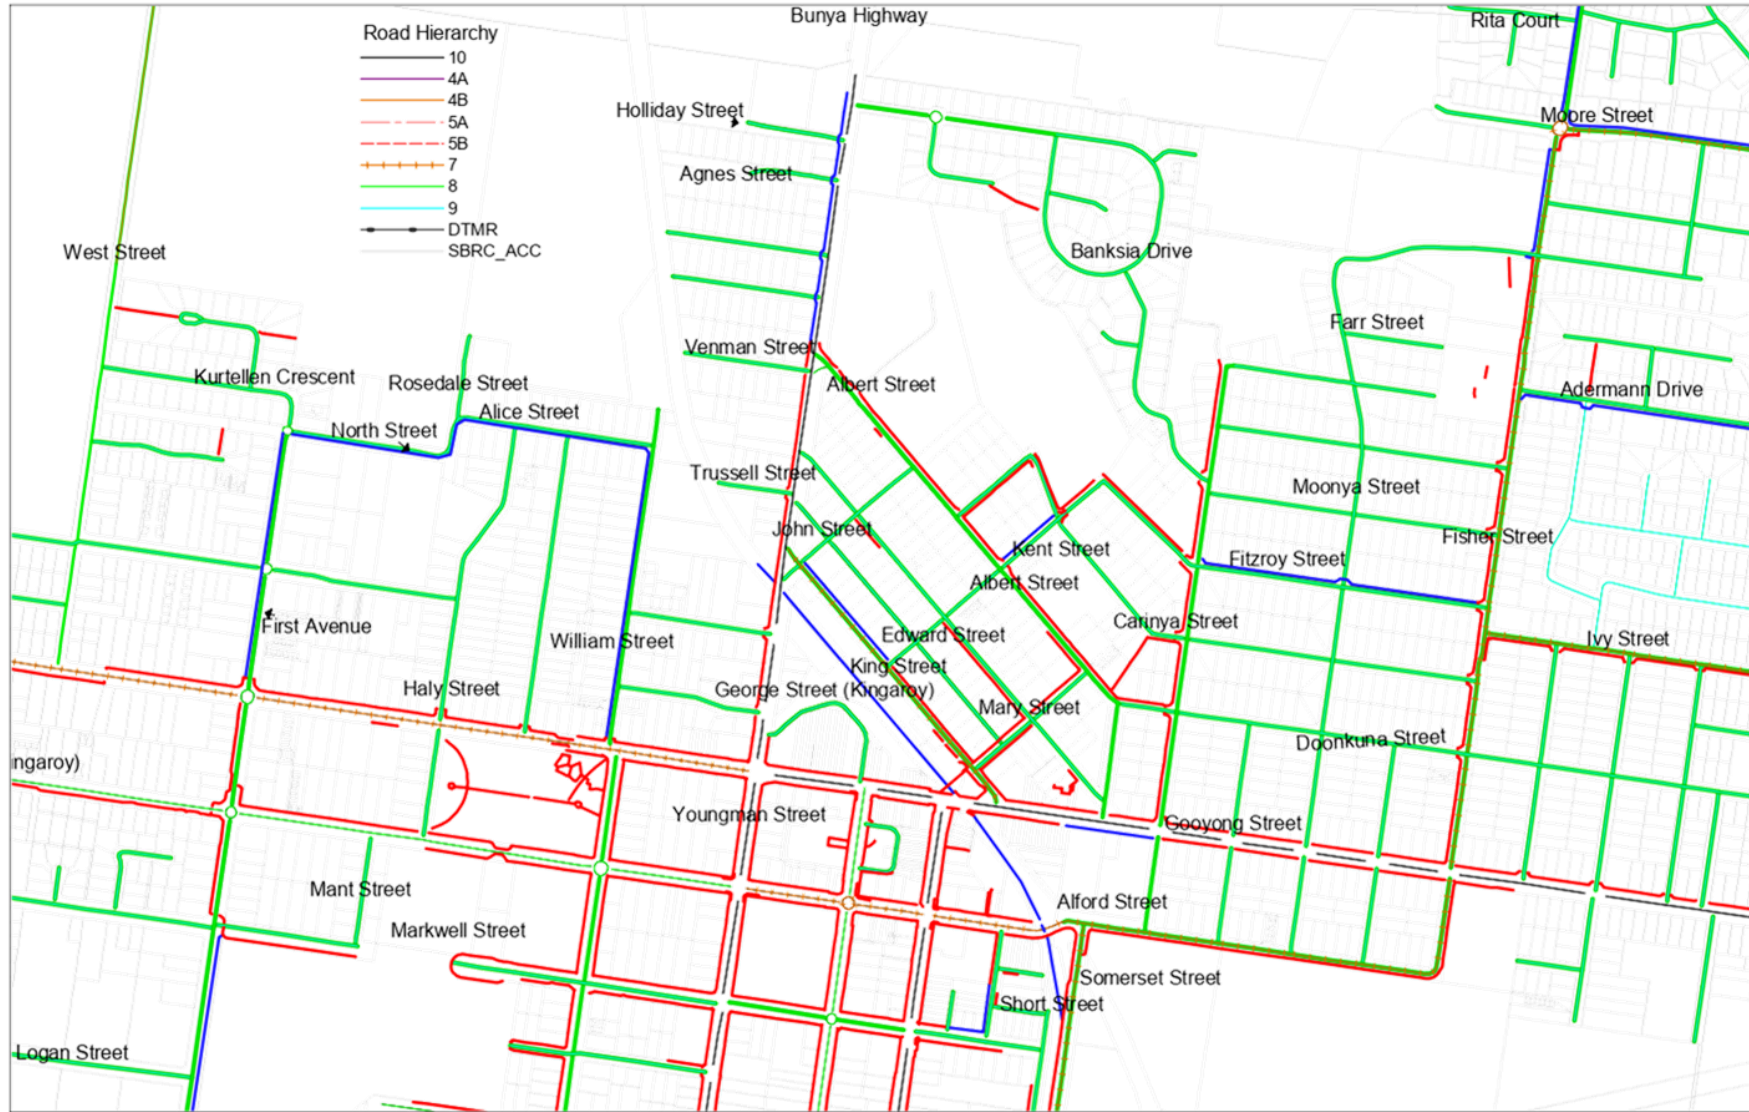 Bunya Highway
Rita Court
Road Hierarchy
10
4A
4B
5A
5B
7
8
9
DTMR
SBRC_ACC
Holliday Street
Moore Street
Agnes Street
West Street
Banksia Drive
Farr Street
Venman Street
Kurtellen Crescent
Rosedale Street
Albert Street
Adermann Drive
Alice Street
North Street
Trussell Street
Moonya Street
John Street
Fisher Street
Kent Street
Fitzroy Street
Albert Street
First Avenue
William Street
Edward Street
Carinya Street
Ivy Street
King Street
Haly Street
George Street (Kingaroy)
Mary Street
Doonkuna Street
ingaroy)
Youngman Street
Gooyong Street
Mant Street
Alford Street
Markwell Street
Somerset Street
Short Street
Logan Street